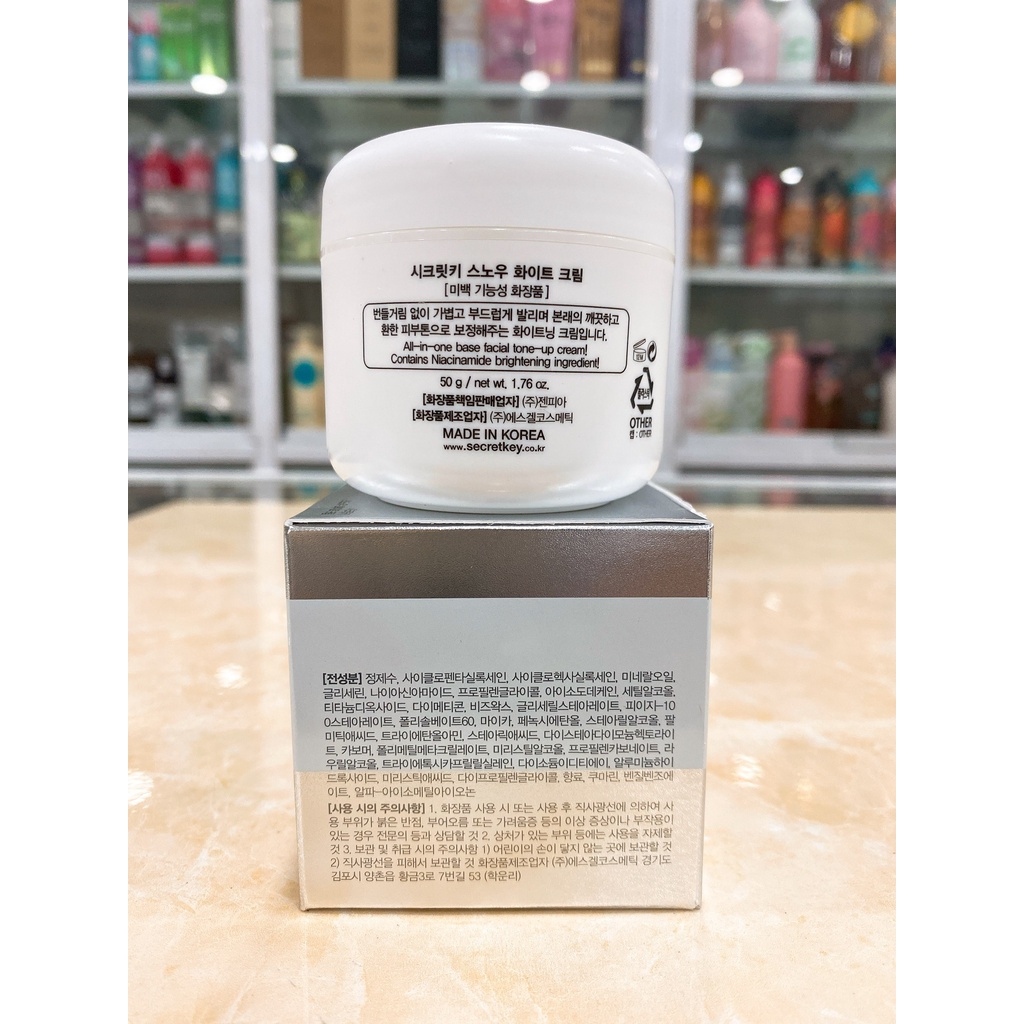 시크릿키 스노우 화이트 크림
[미백 기능성 화장품]
번들거림 없이 가볍고 부드럽게 발리며 본래의 깨끗하고
환한 피부톤으로 보정해주는 화이트닝 크림입니다.
All-in-one base facial tone-up cream!
Contains Niacinamide brightening ingredient!
50 g / net wt. 1.76 oz.
[화장품책임판매업자] (주)젠피아
[화장품제조업자] (주)에스겔코스메틱
MADE IN KOREA
www.secretkey.co.kr
12M
플라스틱
OTHER
캡 : OTHER
[전성분] 정제수, 사이클로펜타실록세인, 사이클로헥사실록세인, 미네랄오일,
글리세린, 나이아신아마이드, 프로필렌글라이콜, 아이소도데케인, 세틸알코올,
티타늄디옥사이드, 다이메티콘, 비즈왁스, 글리세릴스테아레이트, 피이지-10
0스테아레이트, 폴리솔베이트60, 마이카, 페녹시에탄올, 스테아릴알코올, 팔
미틱애씨드, 트라이에탄올아민, 스테아릭애씨드, 다이스테아다이모늄헥토라이
트, 카보머, 폴리메틸메타크릴레이트, 미리스틸알코올, 프로필렌카보네이트, 라
우릴알코올, 트라이에톡시카프릴릴실레인, 다이소듐이디티에이, 알루미늄하이
드록사이드, 미리스틱애씨드, 다이프로필렌글라이콜, 향료, 쿠마린, 벤질벤조에
이트, 알파-아이소메틸아이오논
[사용 시의 주의사항] 1. 화장품 사용 시 또는 사용 후 직사광선에 의하여 사
용 부위가 붉은 반점, 부어오름 또는 가려움증 등의 이상 증상이나 부작용이
있는 경우 전문의 등과 상담할 것 2. 상처가 있는 부위 등에는 사용을 자제할
것 3. 보관 및 취급 시의 주의사항 1) 어린이의 손이 닿지 않는 곳에 보관할 것
2) 직사광선을 피해서 보관할 것 화장품제조업자 (주)에스겔코스메틱 경기도
김포시 양촌읍 황금3로 7번길 53 (학운리)